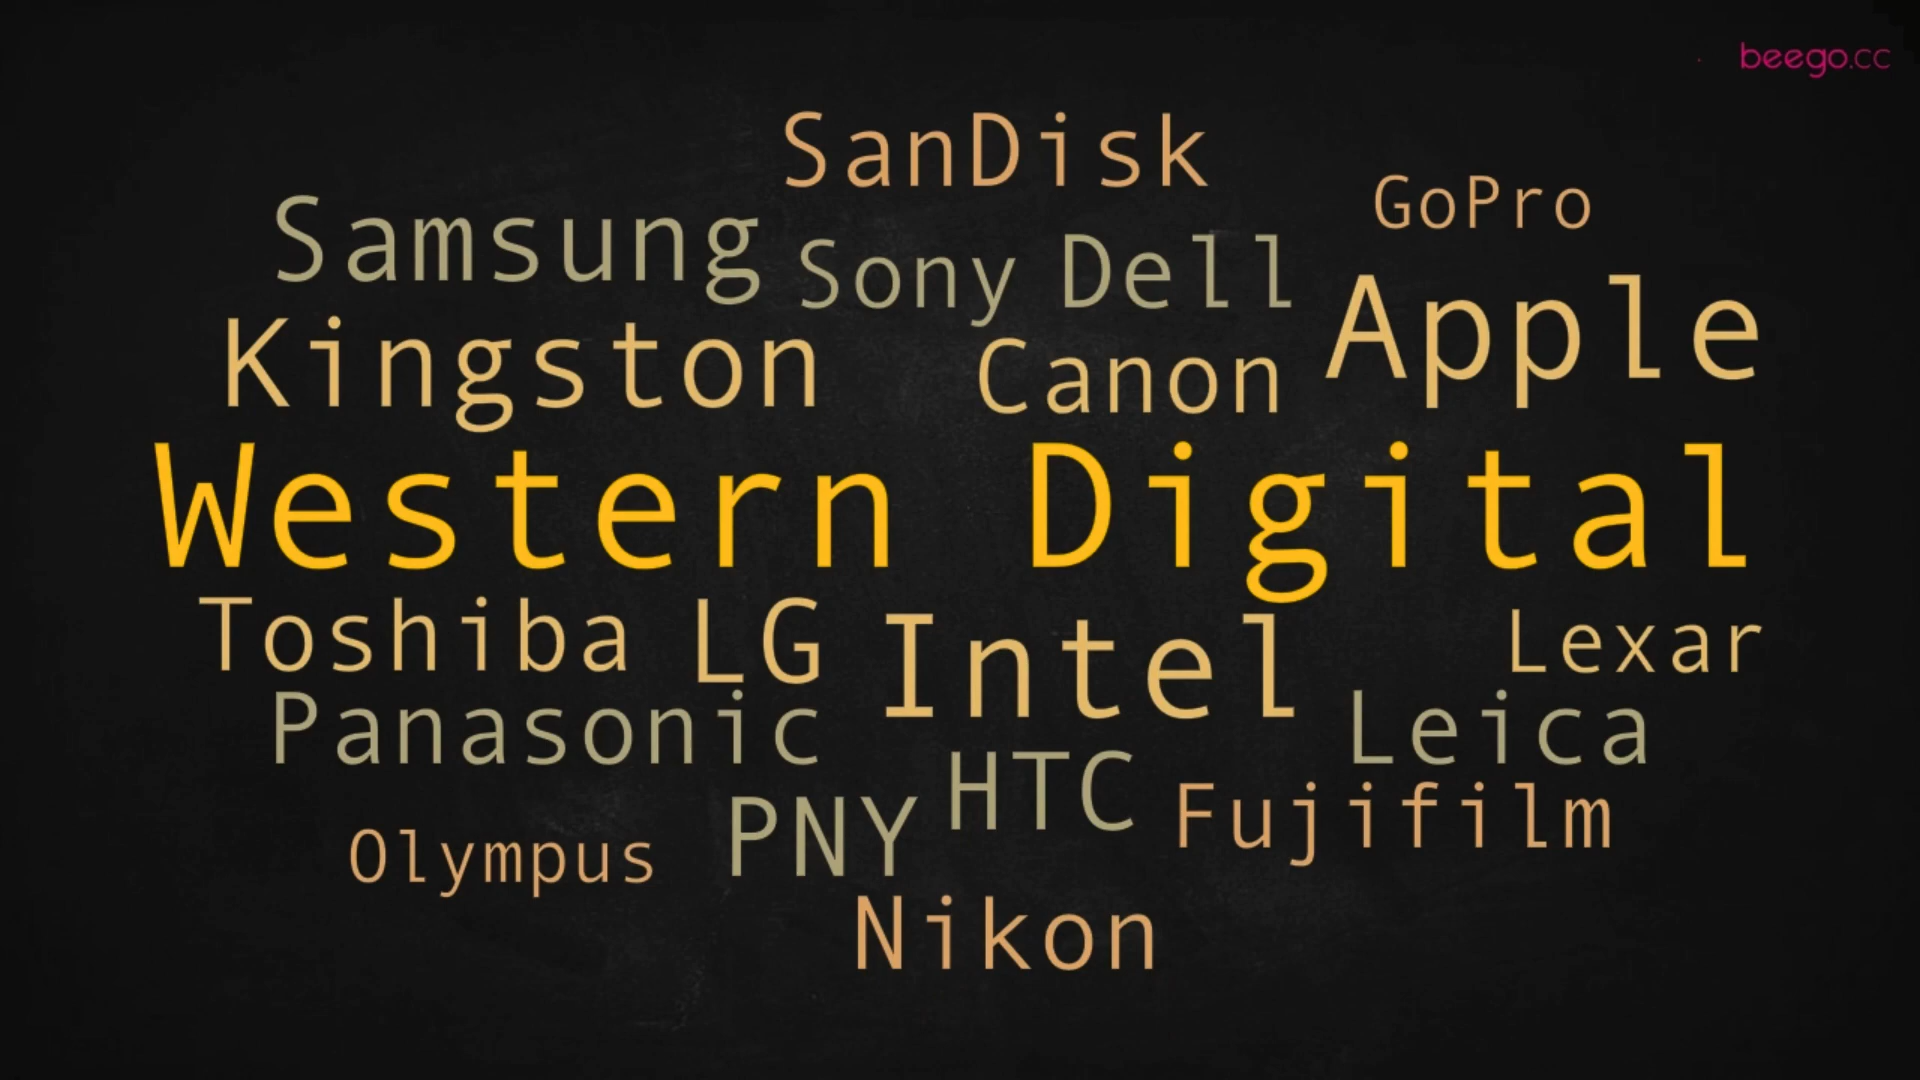 beego.cc
SanDisk
GoPro
Samsung
Sony Dell
Apple
Kingston
Canon
Western Digital
Toshiba LG Intel Lexar
Panasonic
Leica
HTC
PNY
Fujifilm
Olympus
Nikon